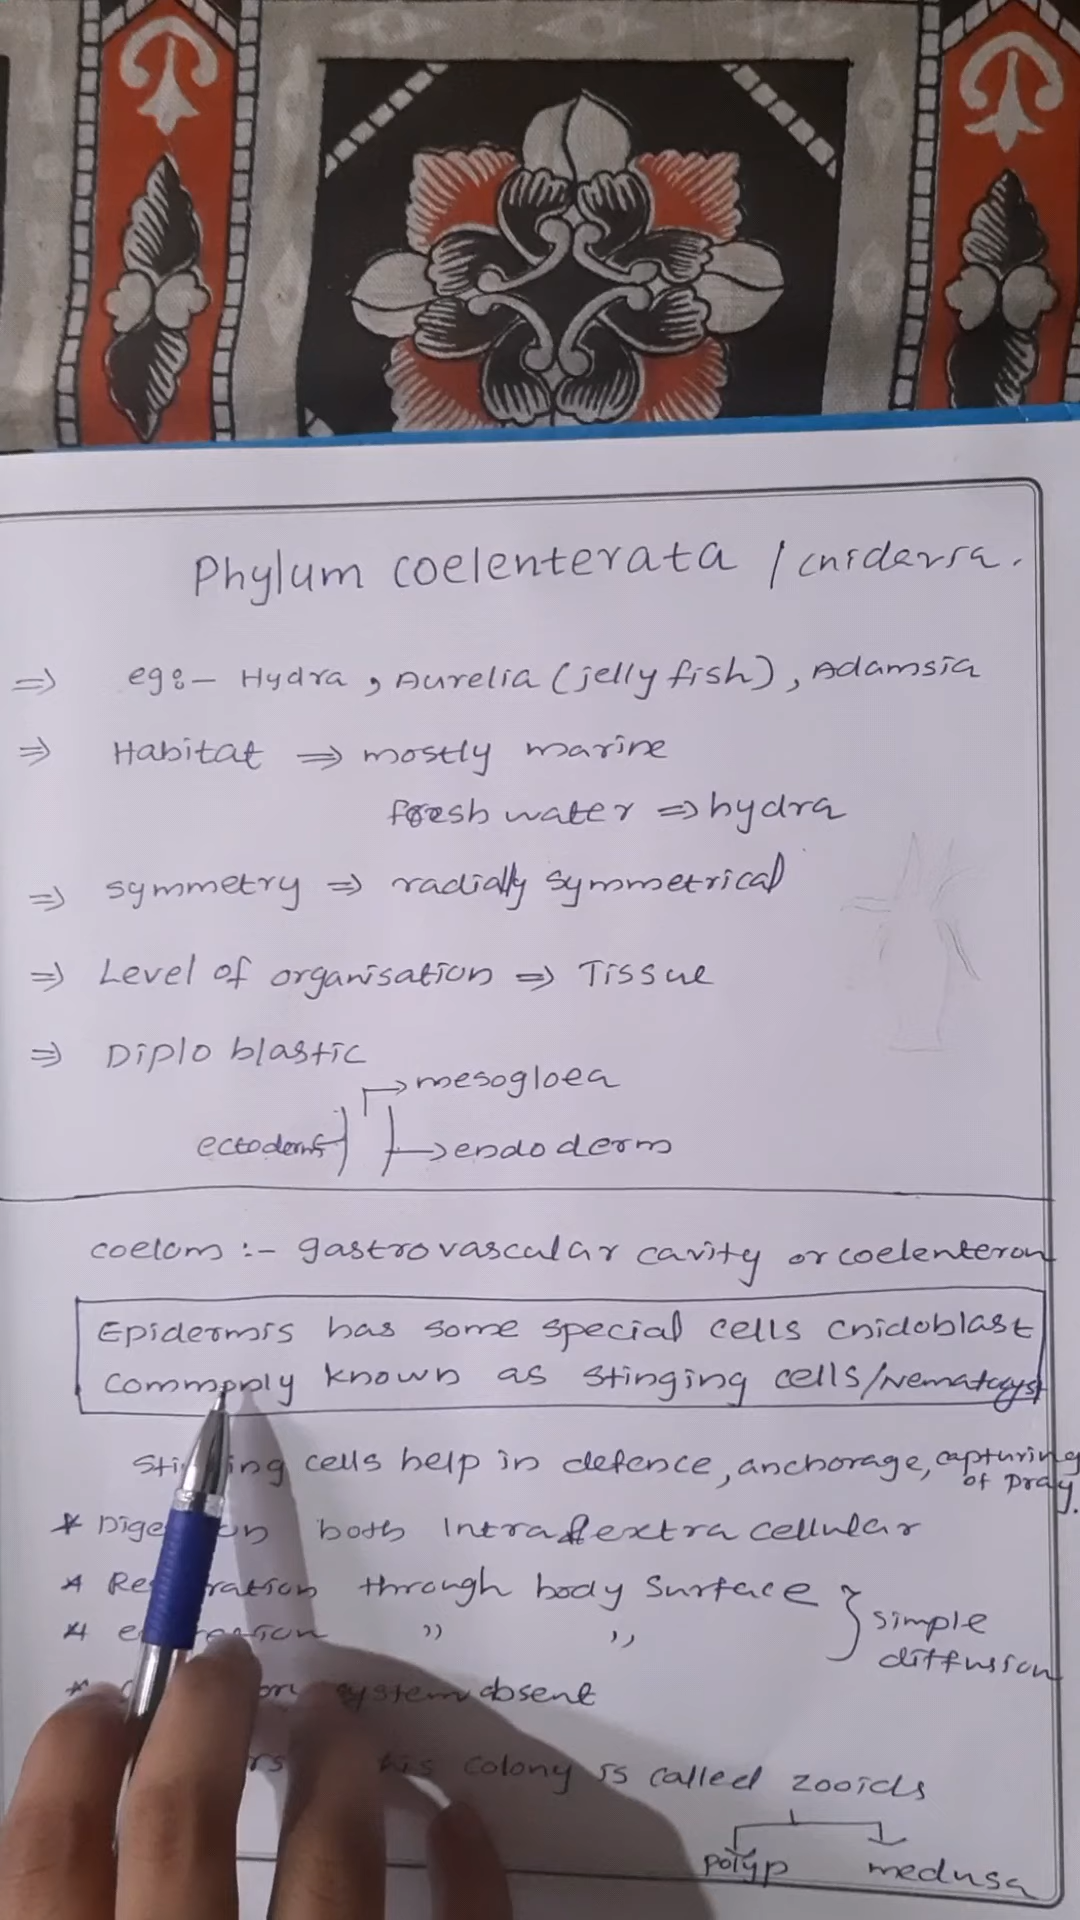 Phylum coelenterata / cnidarsa.
⇒ eg:- Hydra, Aurelia (jelly fish), Adamsia
⇒ Habitat ⇒ mostly marine
fresh water ⇒ hydra
⇒ symmetry ⇒ radially symmetrical
⇒ Level of organisation ⇒ Tissue
⇒ Diplo blastic
mesogloea
ectoderm endoderm
coelom :- gastrovascular cavity or coelenteron
Epidermis has some special cells cnidoblast
commonly known as stinging cells/Nematocyst
cells help in defence, anchorage, capturing
of pray.
* both Intra & extra cellular
* through body surface
* " "
simple
diffusion
* system absent
colony is called zooids
polyp medusa